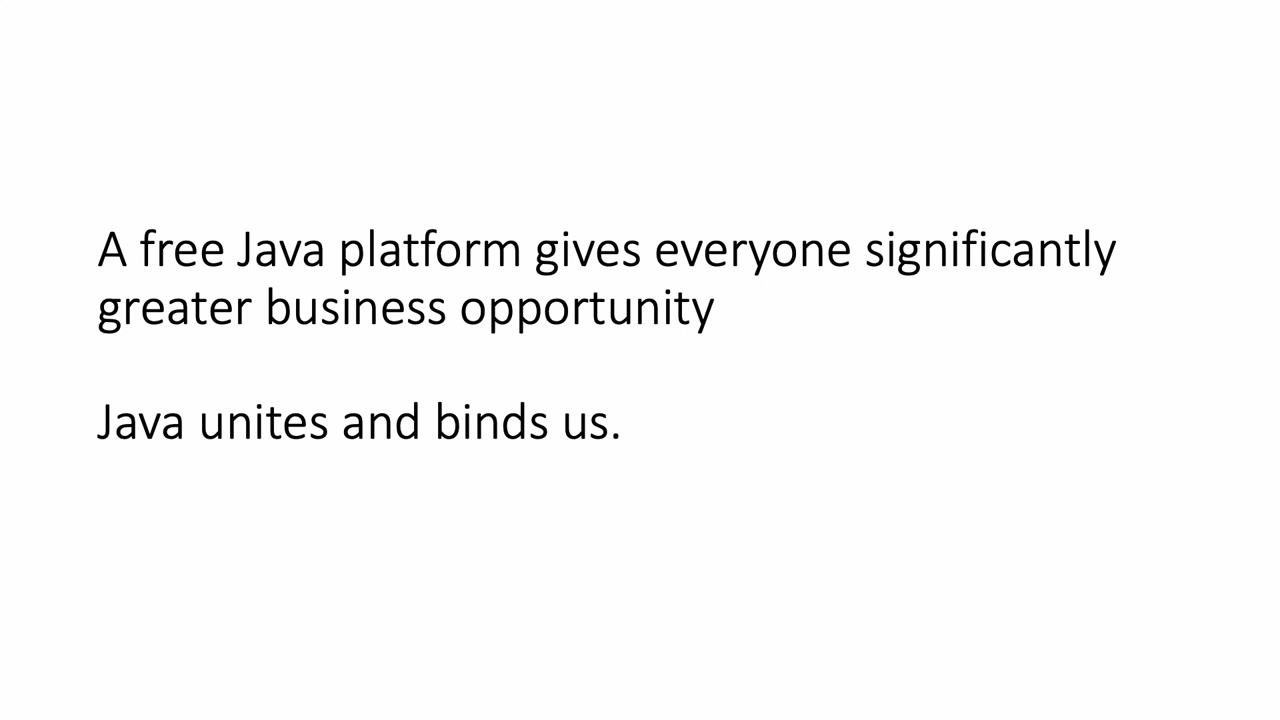 A free Java platform gives everyone significantly
greater business opportunity
Java unites and binds us.